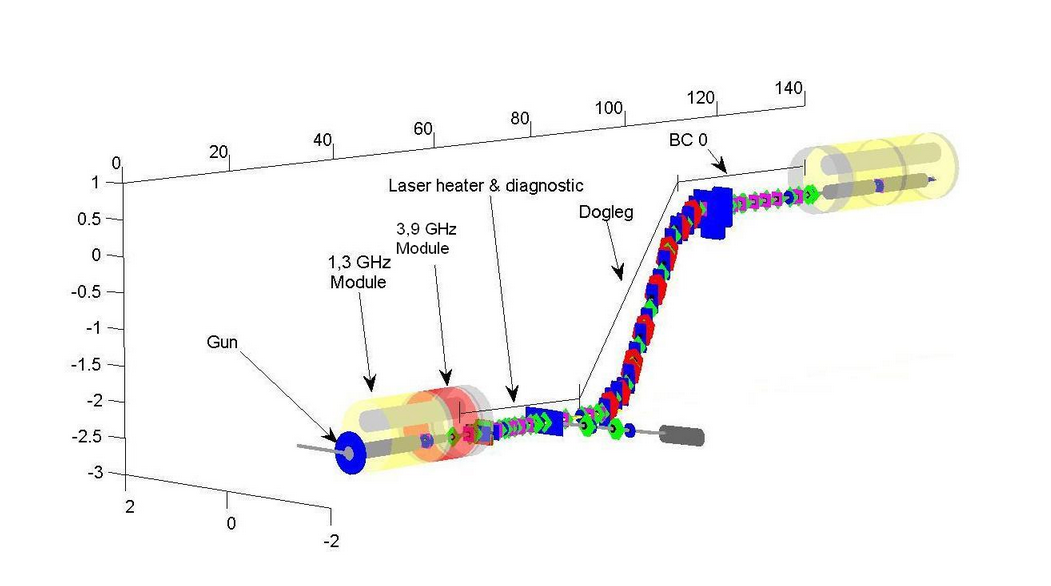 140
120
100
80
60
40
20
0
BC 0
1
Laser heater & diagnostic
0.5
Dogleg
3,9 GHz
Module
0
1,3 GHz
Module
-0.5
-1
Gun
-1.5
-2
-2.5
-3
2
0
-2